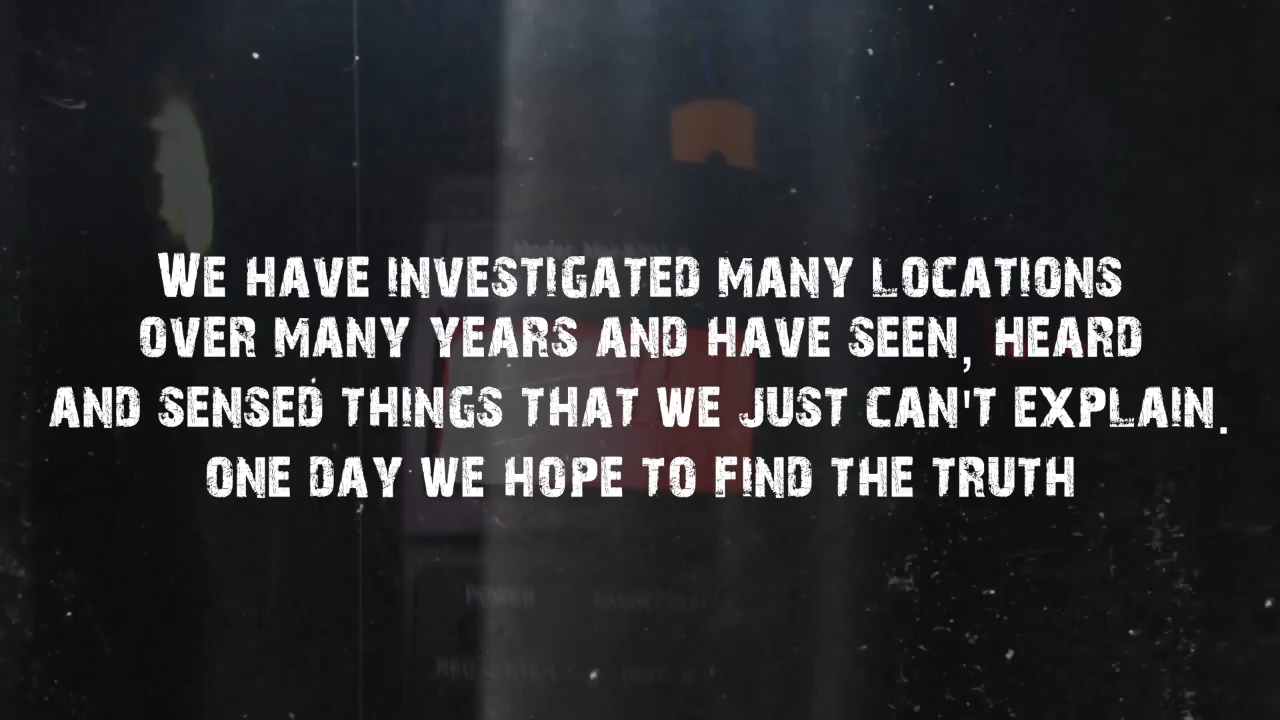 WE HAVE INVESTIGATED MANY LOCATIONS
OVER MANY YEARS AND HAVE SEEN, HEARD
AND SENSED THINGS THAT WE JUST CAN'T EXPLAIN.
ONE DAY WE HOPE TO FIND THE TRUTH
POWER